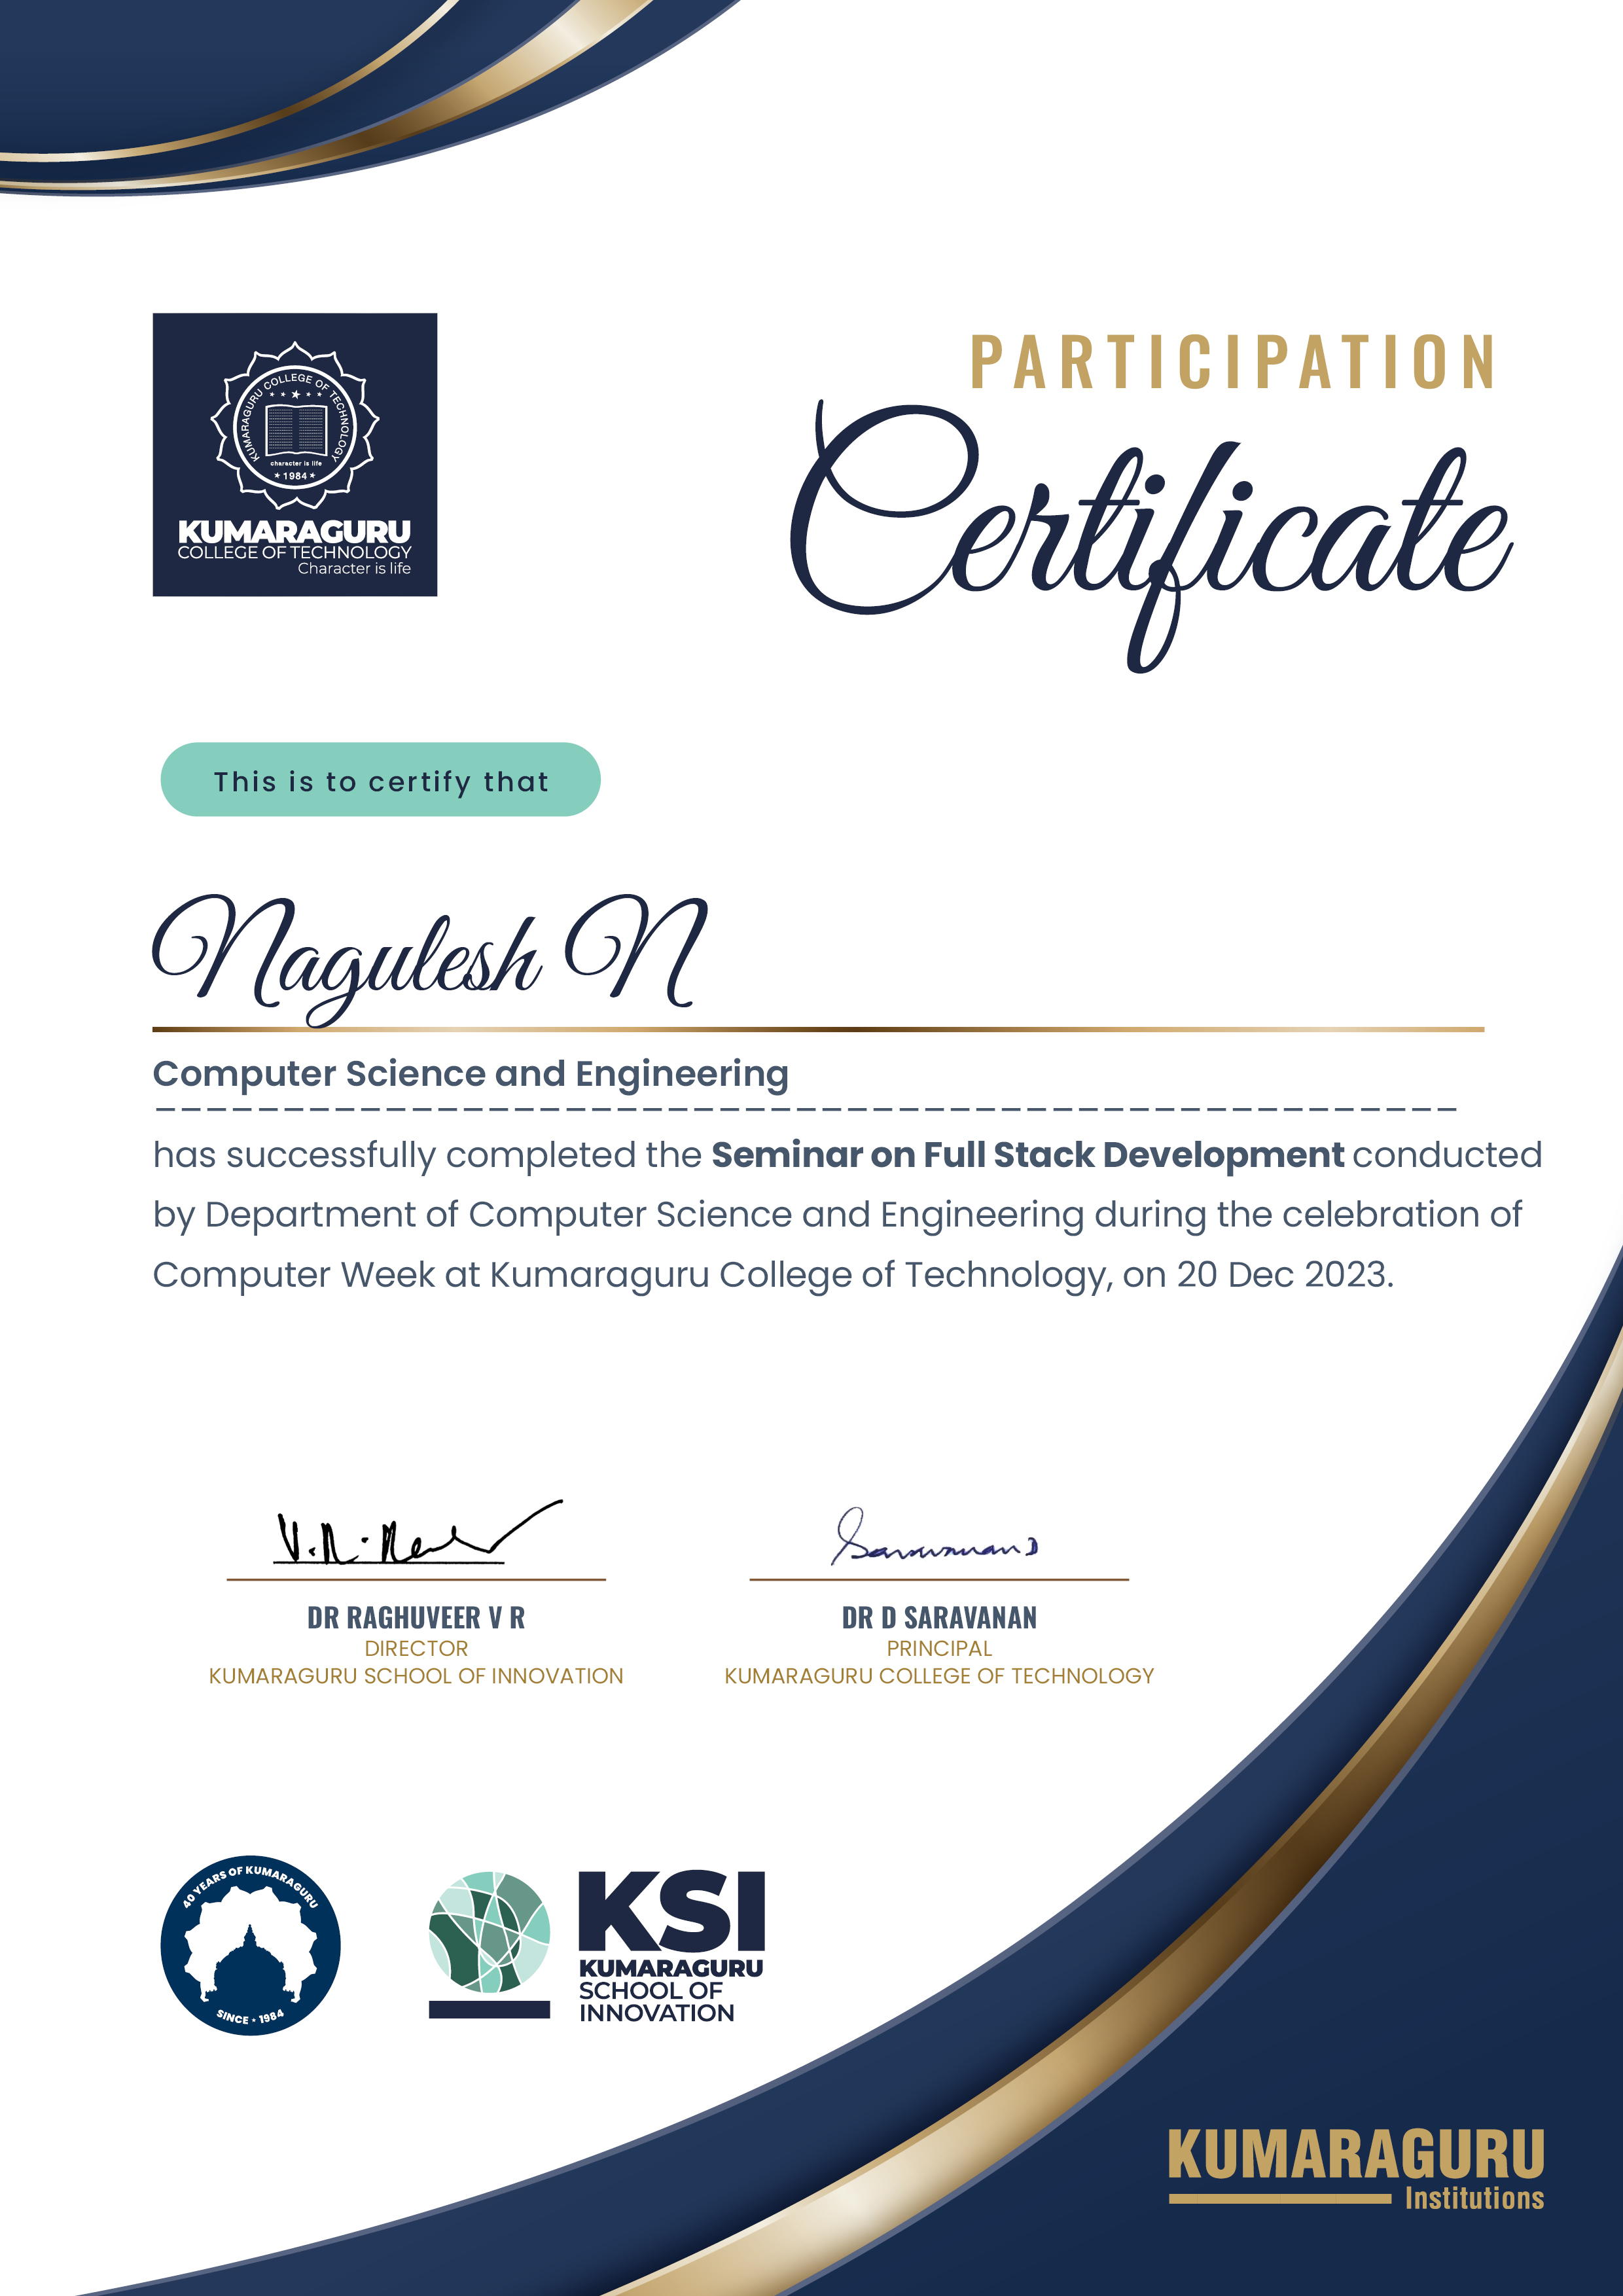 PARTICIPATION
Certificate
KUMARAGURU COLLEGE OF TECHNOLOGY
character is life
★ 1984 ★
KUMARAGURU
COLLEGE OF TECHNOLOGY
Character is life
This is to certify that
Nagulesh N
Computer Science and Engineering
has successfully completed the Seminar on Full Stack Development conducted
by Department of Computer Science and Engineering during the celebration of
Computer Week at Kumaraguru College of Technology, on 20 Dec 2023.
V.R.
Saravanan D
DR RAGHUVEER V R
DIRECTOR
KUMARAGURU SCHOOL OF INNOVATION
DR D SARAVANAN
PRINCIPAL
KUMARAGURU COLLEGE OF TECHNOLOGY
40 YEARS OF KUMARAGURU
SINCE • 1984
KSI
KUMARAGURU
SCHOOL OF
INNOVATION
KUMARAGURU
Institutions